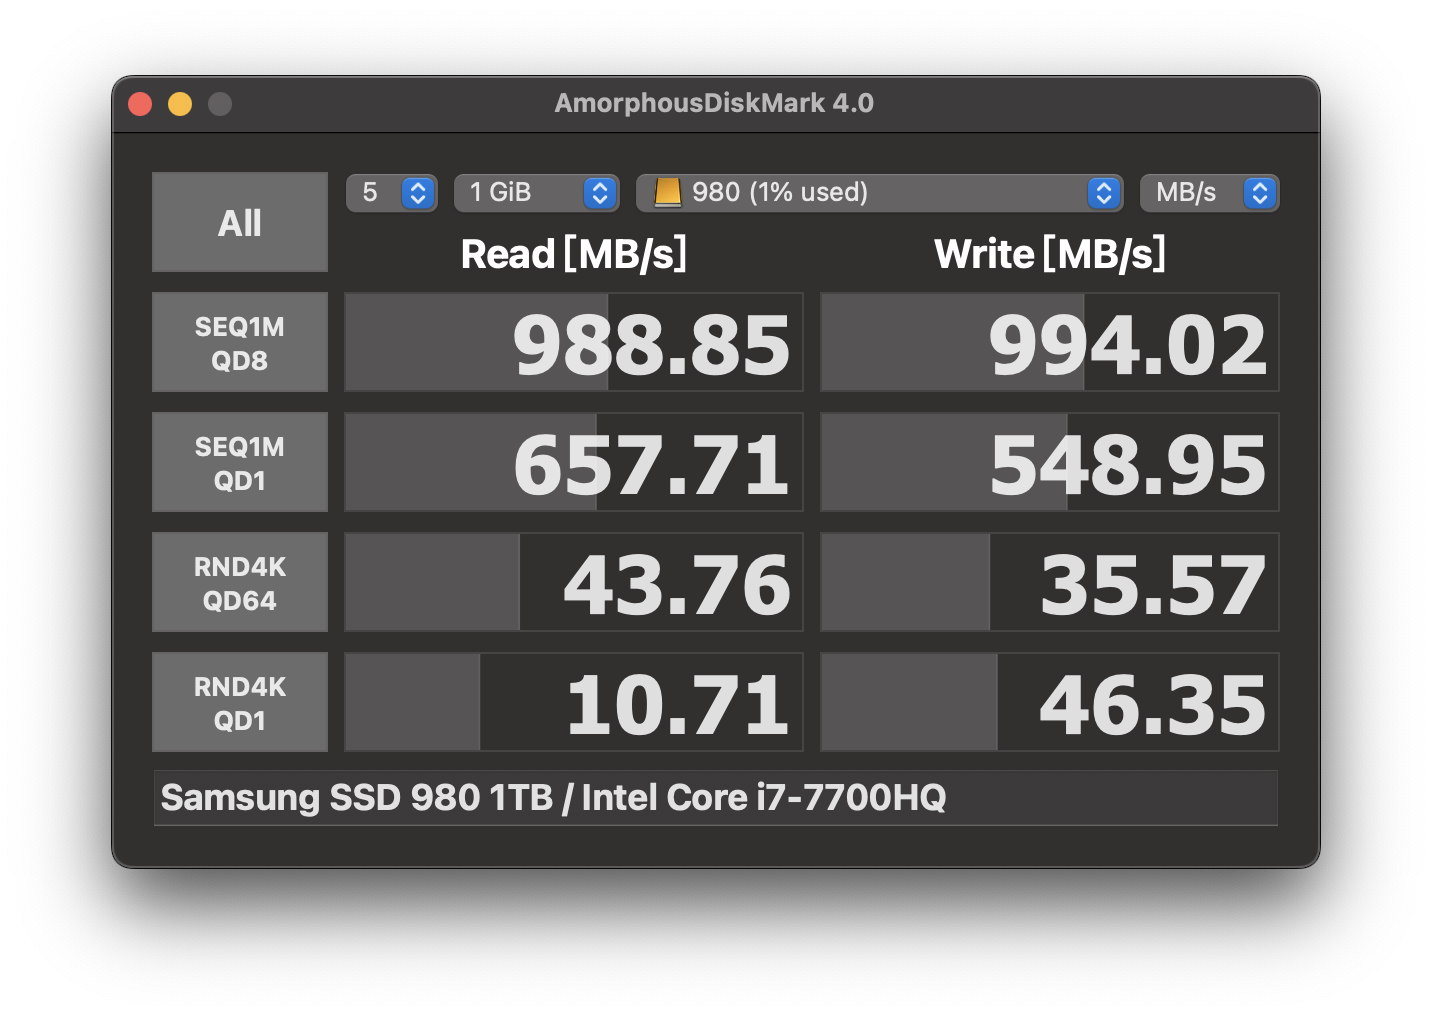 AmorphousDiskMark 4.0
All
5
1 GiB
980 (1% used)
MB/s
Read [MB/s]
Write [MB/s]
SEQ1M
QD8
988.85
994.02
SEQ1M
QD1
657.71
548.95
RND4K
QD64
43.76
35.57
RND4K
QD1
10.71
46.35
Samsung SSD 980 1TB / Intel Core i7-7700HQ